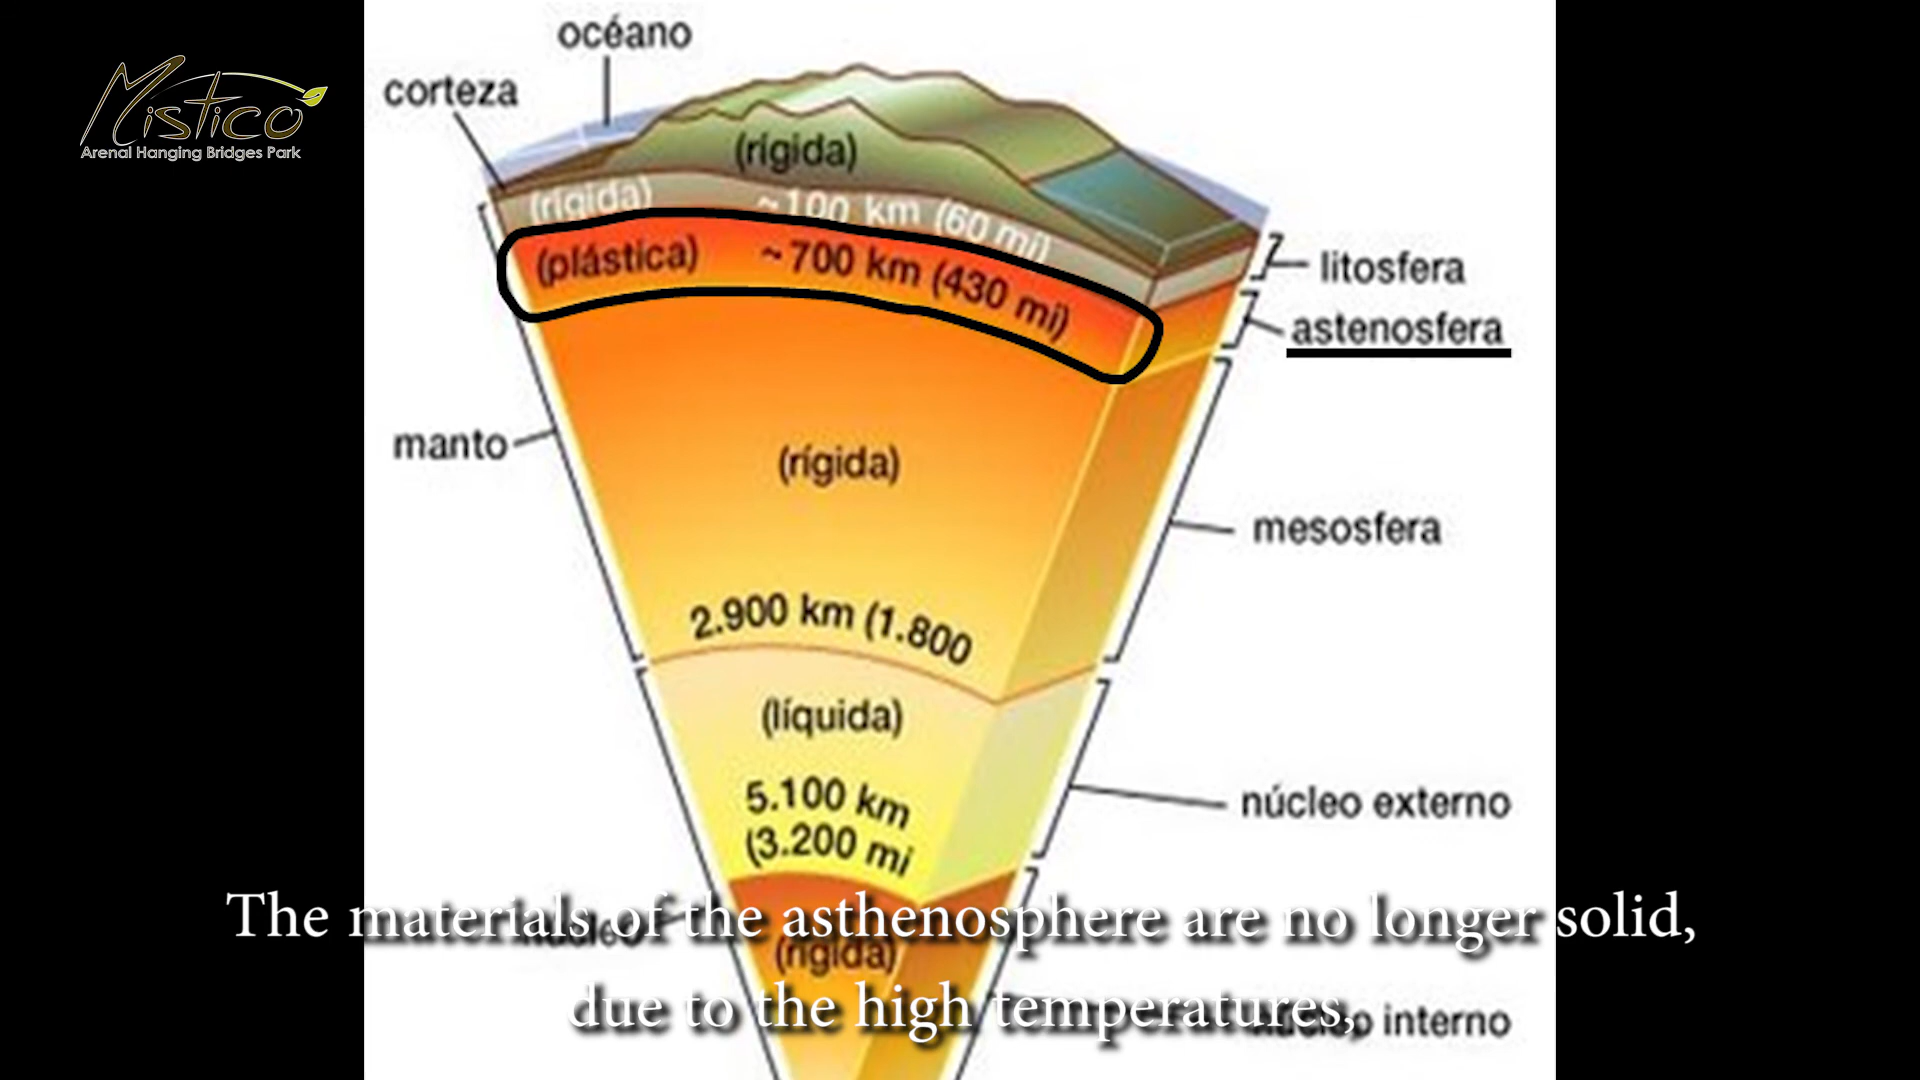 Místico
Arenal Hanging Bridges Park
océano
corteza
(rígida)
(rígida) ~100 km (60 mi)
(plástica) ~700 km (430 mi)
litosfera
astenosfera
manto
(rígida)
mesosfera
2.900 km (1.800
(líquida)
5.100 km
(3.200 mi
núcleo externo
núcleo
(rígida)
The materials of the asthenosphere are no longer solid,
due to the high temperatures,
núcleo interno